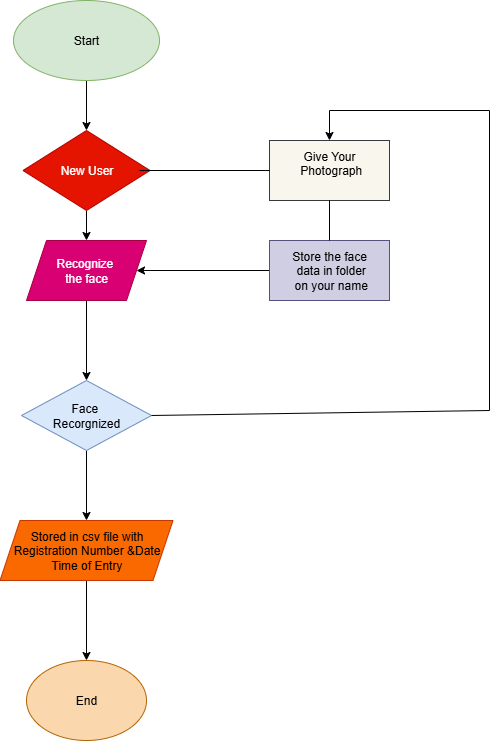 Start
New User
Give Your
Photograph
Recognize
the face
Store the face
data in folder
on your name
Face
Recorgnized
Stored in csv file with
Registration Number &Date
Time of Entry
End